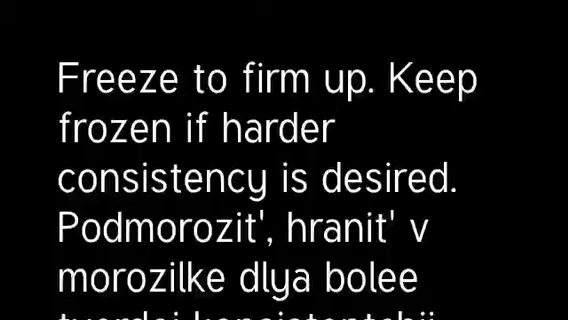 Freeze to firm up. Keep
frozen if harder
consistency is desired.
Podmorozit', hranit' v
morozilke dlya bolee